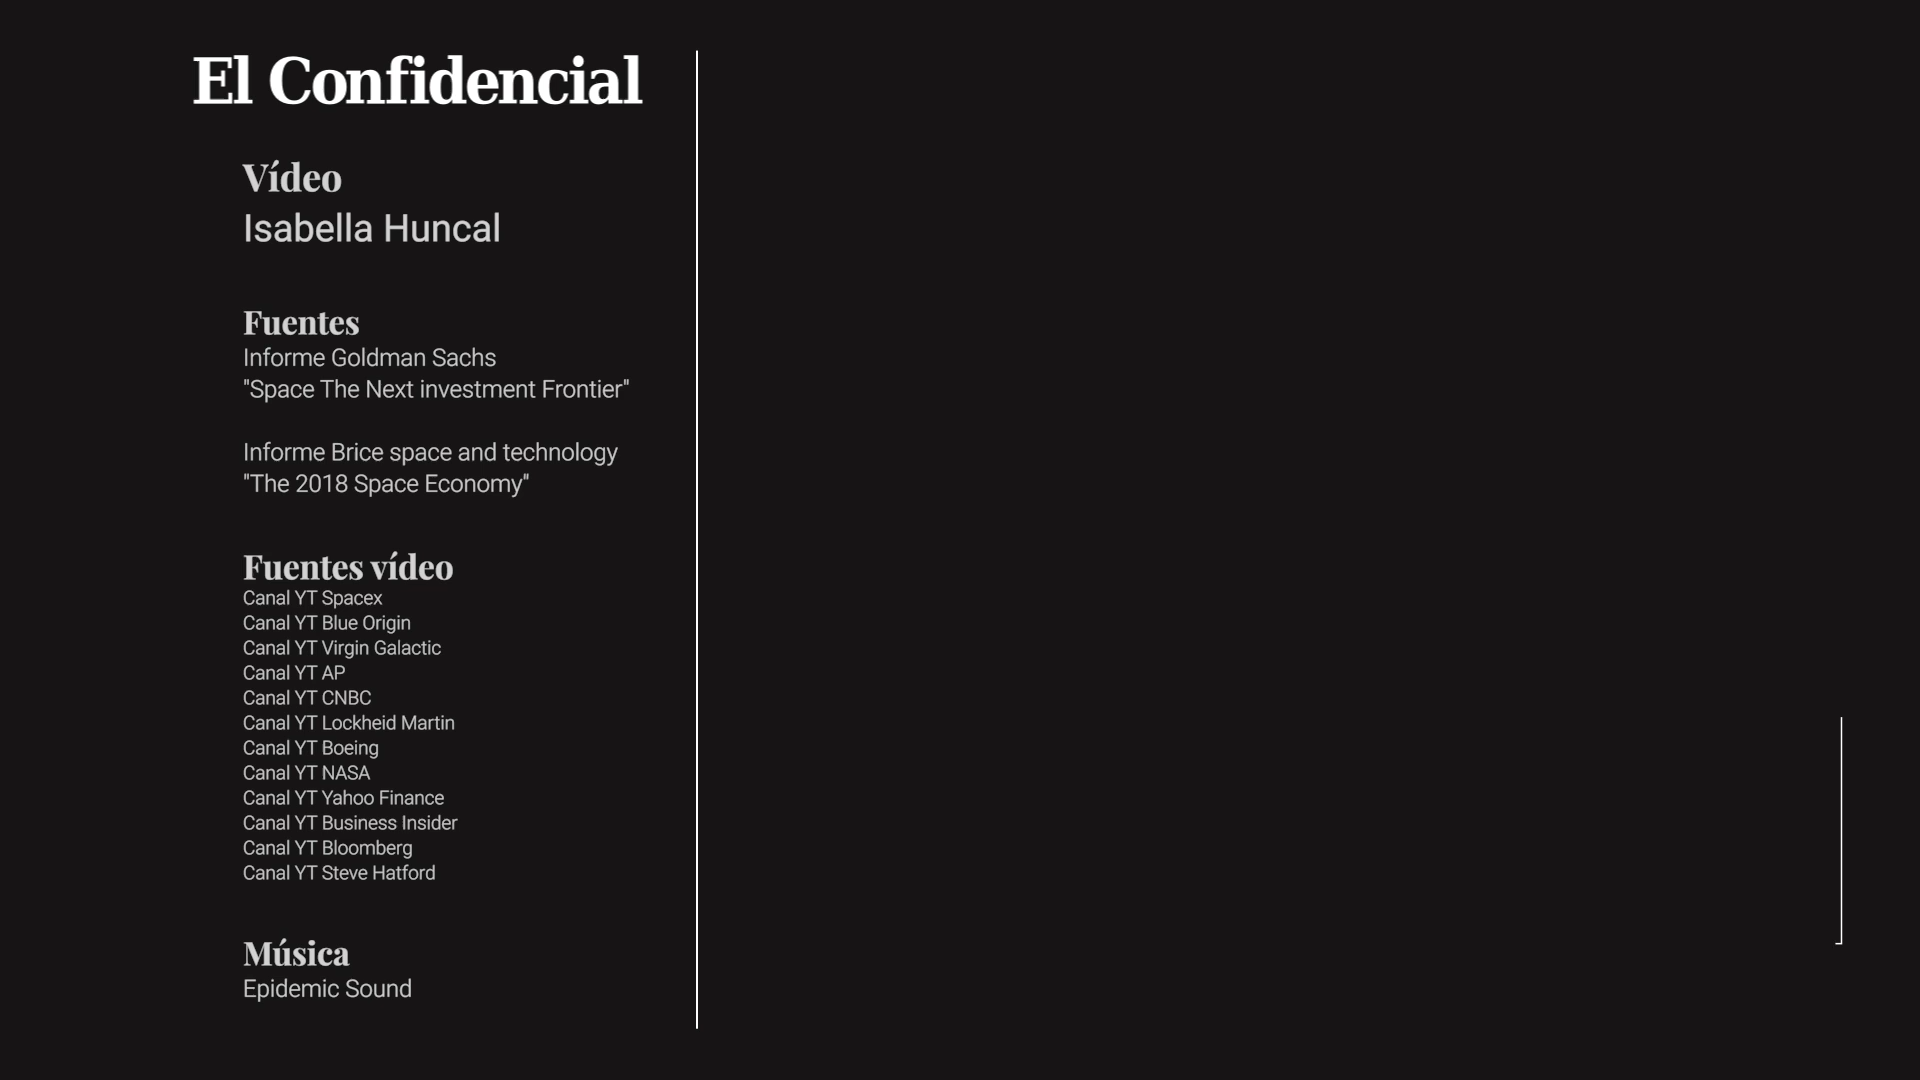 El Confidencial
Vídeo
Isabella Huncal
Fuentes
Informe Goldman Sachs
"Space The Next investment Frontier"
Informe Brice space and technology
"The 2018 Space Economy"
Fuentes vídeo
Canal YT Spacex
Canal YT Blue Origin
Canal YT Virgin Galactic
Canal YT AP
Canal YT CNBC
Canal YT Lockheid Martin
Canal YT Boeing
Canal YT NASA
Canal YT Yahoo Finance
Canal YT Business Insider
Canal YT Bloomberg
Canal YT Steve Hatford
Música
Epidemic Sound